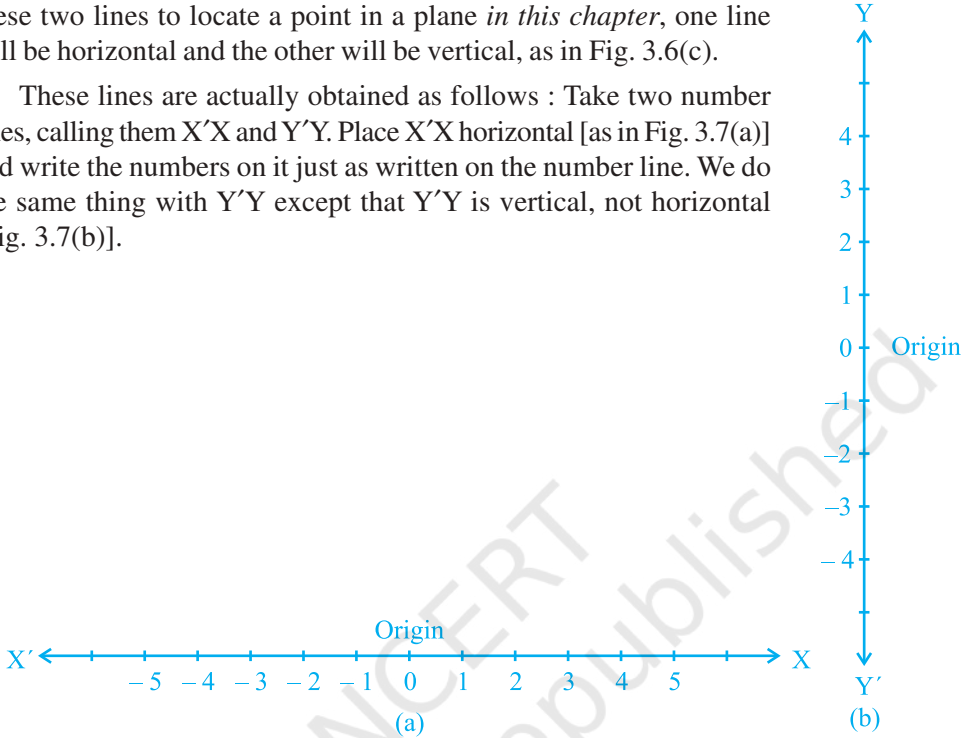 ese two lines to locate a point in a plane in this chapter, one line
ll be horizontal and the other will be vertical, as in Fig. 3.6(c).
These lines are actually obtained as follows : Take two number
es, calling them X′X and Y′Y. Place X′X horizontal [as in Fig. 3.7(a)]
d write the numbers on it just as written on the number line. We do
e same thing with Y′Y except that Y′Y is vertical, not horizontal
ig. 3.7(b)].
Y
4
3
2
1
0 Origin
–1
–2
–3
– 4
Y′
(b)
Origin
X′ X
– 5 – 4 – 3 – 2 – 1 0 1 2 3 4 5
(a)
NCERT
published